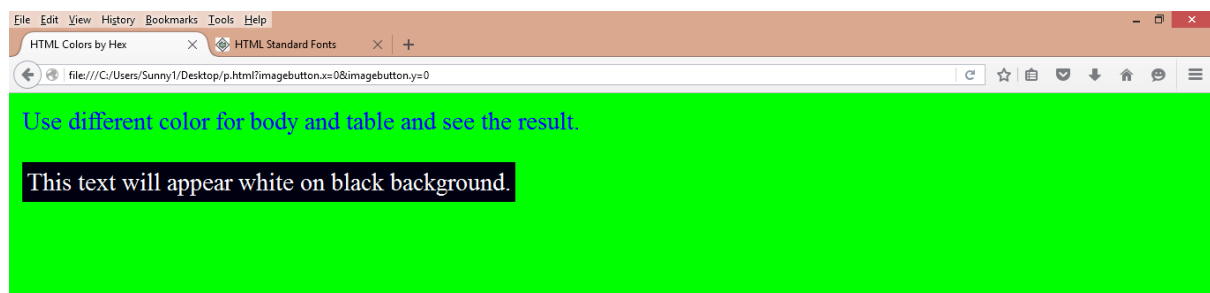 File Edit View History Bookmarks Tools Help
HTML Colors by Hex HTML Standard Fonts
file:///C:/Users/Sunny1/Desktop/p.html?imagebutton.x=0&imagebutton.y=0
Use different color for body and table and see the result.
This text will appear white on black background.